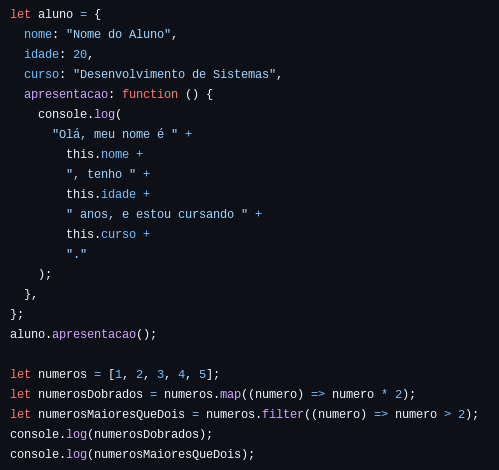 let aluno = {
  nome: "Nome do Aluno",
  idade: 20,
  curso: "Desenvolvimento de Sistemas",
  apresentacao: function () {
    console.log(
      "Olá, meu nome é " +
        this.nome +
        ", tenho " +
        this.idade +
        " anos, e estou cursando " +
        this.curso +
        "."
    );
  },
};
aluno.apresentacao();

let numeros = [1, 2, 3, 4, 5];
let numerosDobrados = numeros.map((numero) => numero * 2);
let numerosMaioresQueDois = numeros.filter((numero) => numero > 2);
console.log(numerosDobrados);
console.log(numerosMaioresQueDois);